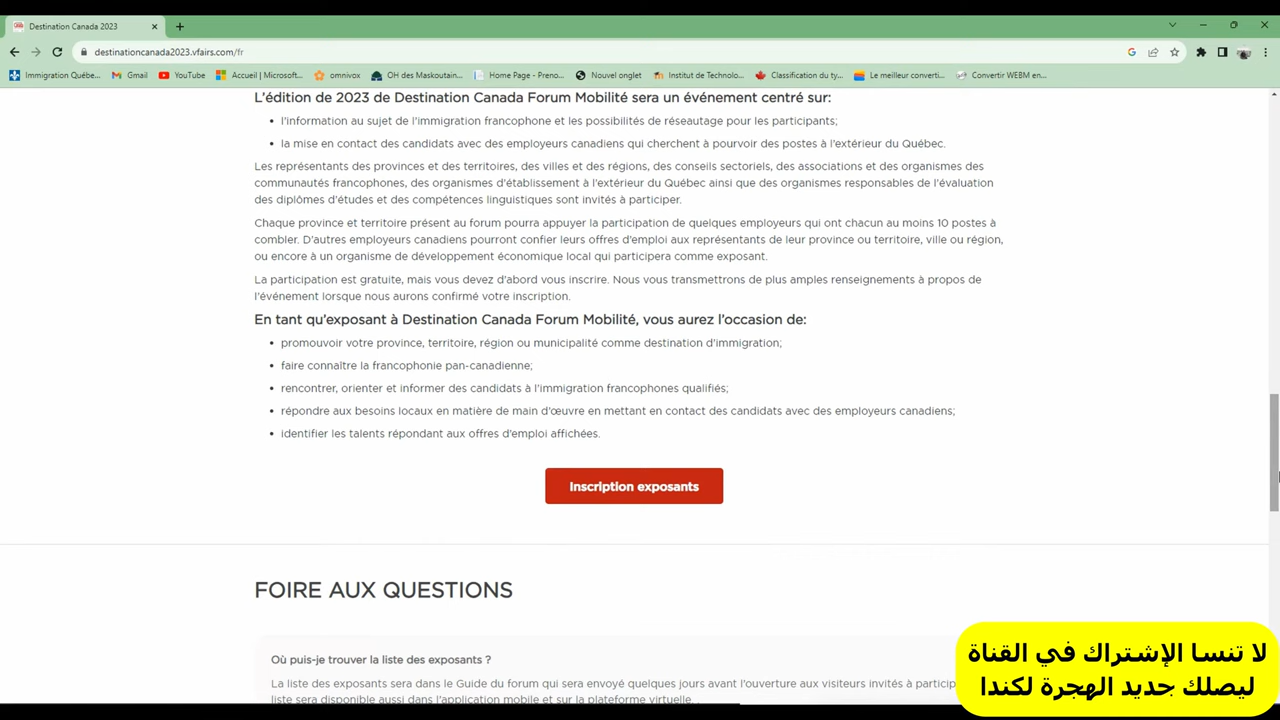 Destination Canada 2023
destinationcanada2023.vfairs.com/fr
Immigration Québe... Gmail YouTube Accueil | Microsoft... omnivox OH des Maskoutain... Home Page - Preno... Nouvel onglet Institut de Technolo... Classification du ty... Le meilleur converti... Convertir WEBM en...
L'édition de 2023 de Destination Canada Forum Mobilité sera un événement centré sur:
• l'information au sujet de l'immigration francophone et les possibilités de réseautage pour les participants;
• la mise en contact des candidats avec des employeurs canadiens qui cherchent à pourvoir des postes à l'extérieur du Québec.
Les représentants des provinces et des territoires, des villes et des régions, des conseils sectoriels, des associations et des organismes des
communautés francophones, des organismes d'établissement à l'extérieur du Québec ainsi que des organismes responsables de l'évaluation
des diplômes d'études et des compétences linguistiques sont invités à participer.
Chaque province et territoire présent au forum pourra appuyer la participation de quelques employeurs qui ont chacun au moins 10 postes à
combler. D'autres employeurs canadiens pourront confier leurs offres d'emploi aux représentants de leur province ou territoire, ville ou région,
ou encore à un organisme de développement économique local qui participera comme exposant.
La participation est gratuite, mais vous devez d'abord vous inscrire. Nous vous transmettrons de plus amples renseignements à propos de
l'événement lorsque nous aurons confirmé votre inscription.
En tant qu'exposant à Destination Canada Forum Mobilité, vous aurez l'occasion de:
• promouvoir votre province, territoire, région ou municipalité comme destination d'immigration;
• faire connaître la francophonie pan-canadienne;
• rencontrer, orienter et informer des candidats à l'immigration francophones qualifiés;
• répondre aux besoins locaux en matière de main d'œuvre en mettant en contact des candidats avec des employeurs canadiens;
• identifier les talents répondant aux offres d'emploi affichées.
Inscription exposants
FOIRE AUX QUESTIONS
Où puis-je trouver la liste des exposants ?
La liste des exposants sera dans le Guide du forum qui sera envoyé quelques jours avant l'ouverture aux visiteurs invités à particip
liste sera disponible aussi dans l'application mobile et sur la plateforme virtuelle.
لا تنسا الإشتراك في القناة
ليصلك جديد الهجرة لكندا